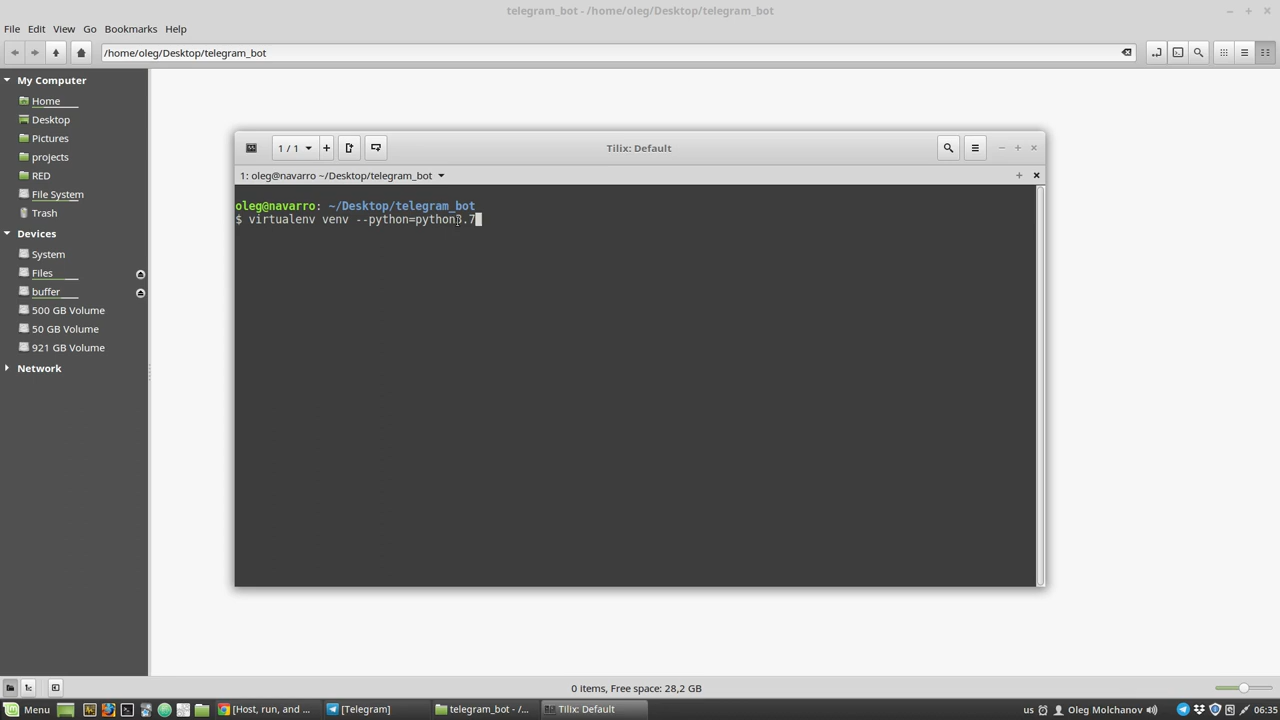 telegram_bot - /home/oleg/Desktop/telegram_bot
File Edit View Go Bookmarks Help
/home/oleg/Desktop/telegram_bot
My Computer
Home
Desktop
Pictures
projects
RED
File System
Trash
Devices
System
Files
buffer
500 GB Volume
50 GB Volume
921 GB Volume
Network
1 / 1
Tilix: Default
1: oleg@navarro ~/Desktop/telegram_bot
oleg@navarro: ~/Desktop/telegram_bot
$ virtualenv venv --python=python3.7
0 items, Free space: 28,2 GB
Menu
[Host, run, and ...
[Telegram]
telegram_bot - /...
Tilix: Default
us
Oleg Molchanov
06:35